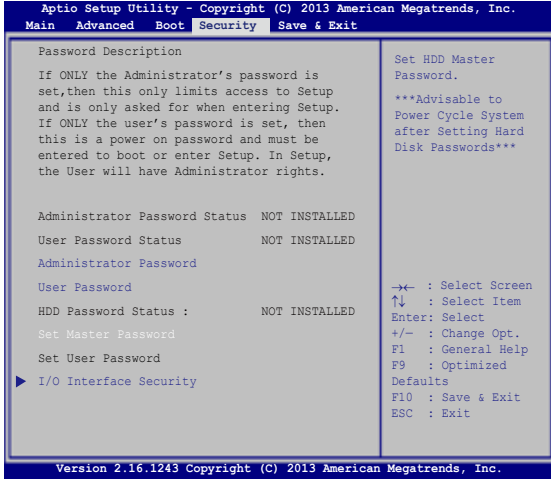 Aptio Setup Utility - Copyright (C) 2013 American Megatrends, Inc.
Main Advanced Boot Security Save & Exit
Password Description
If ONLY the Administrator's password is
set,then this only limits access to Setup
and is only asked for when entering Setup.
If ONLY the user's password is set, then
this is a power on password and must be
entered to boot or enter Setup. In Setup,
the User will have Administrator rights.
Administrator Password Status NOT INSTALLED
User Password Status NOT INSTALLED
Administrator Password
User Password
HDD Password Status : NOT INSTALLED
Set Master Password
Set User Password
I/O Interface Security
Set HDD Master
Password.
***Advisable to
Power Cycle System
after Setting Hard
Disk Passwords***
→← : Select Screen
↑↓ : Select Item
Enter: Select
+/— : Change Opt.
F1 : General Help
F9 : Optimized
Defaults
F10 : Save & Exit
ESC : Exit
Version 2.16.1243 Copyright (C) 2013 American Megatrends, Inc.